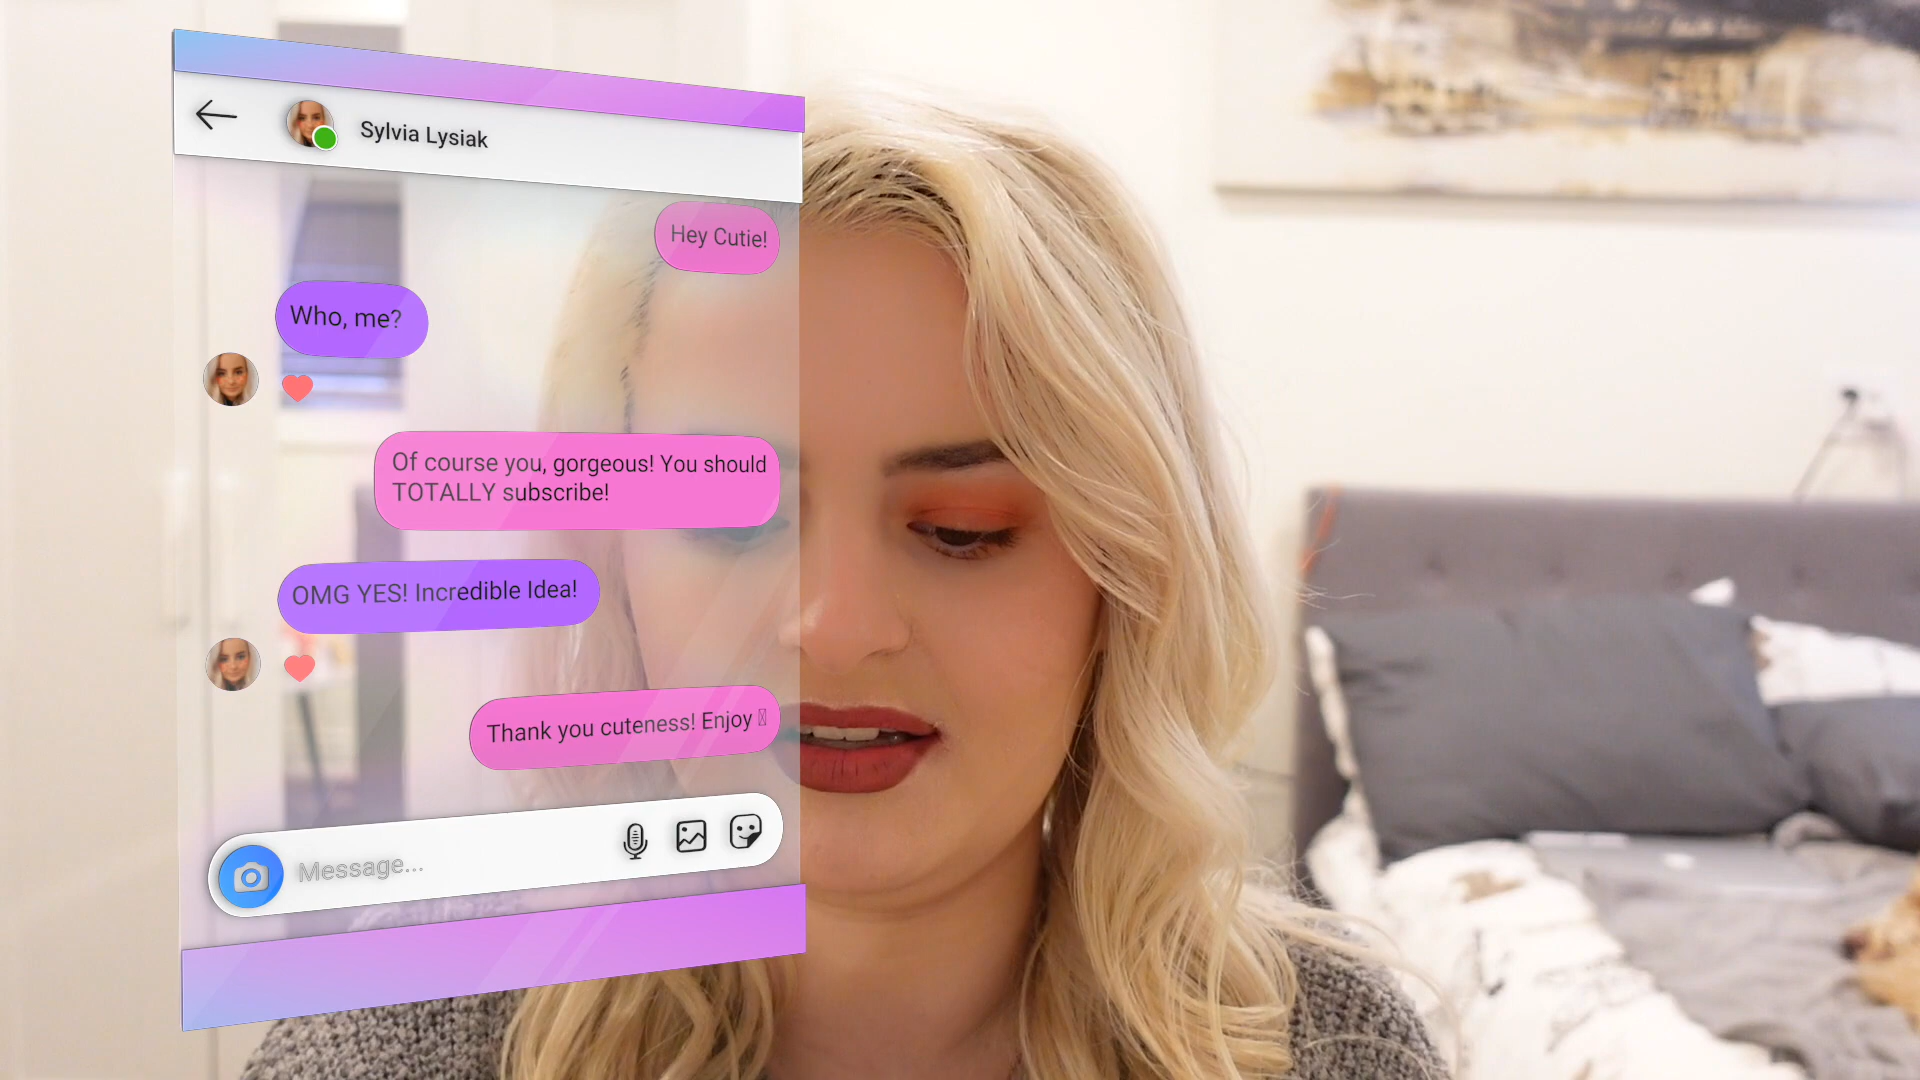 Sylvia Lysiak
Hey Cutie!
Who, me?
Of course you, gorgeous! You should
TOTALLY subscribe!
OMG YES! Incredible Idea!
Thank you cuteness! Enjoy
Message...